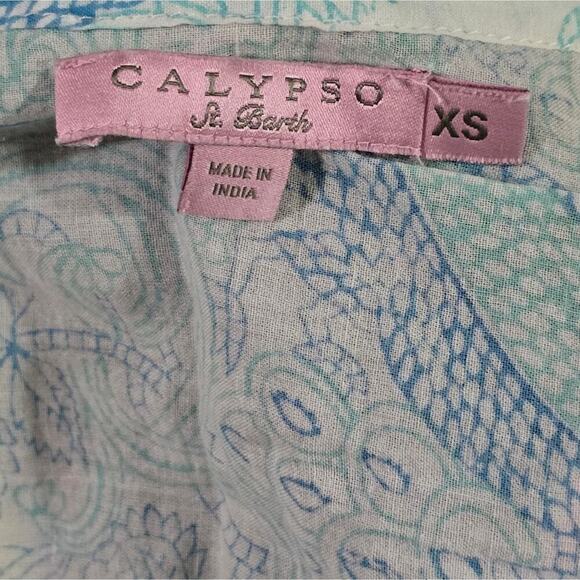 CALYPSO
St. Barth
XS
MADE IN
INDIA